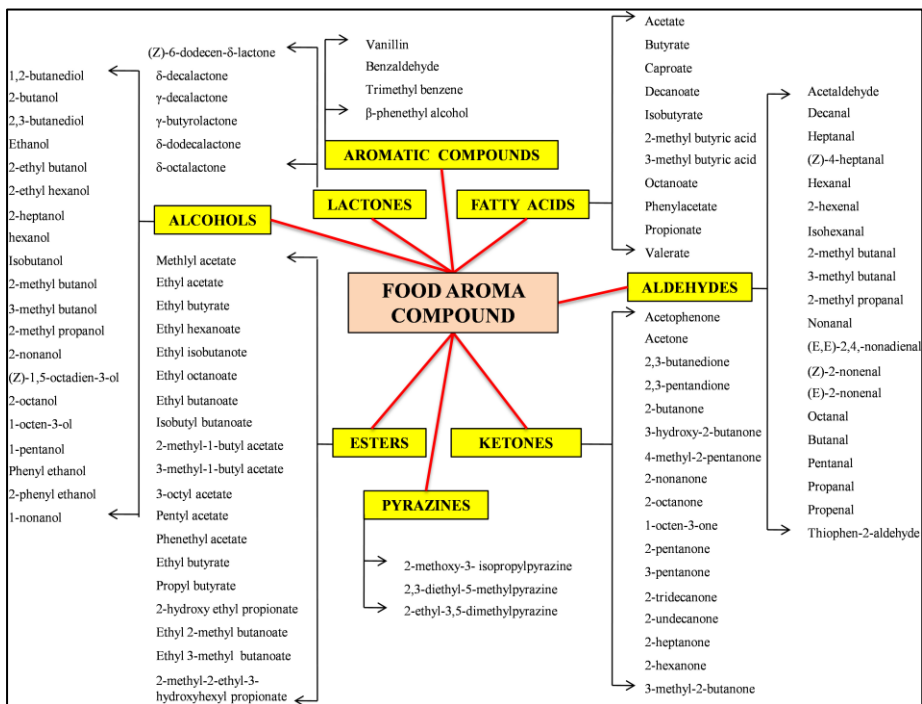 (Z)-6-dodecen-δ-lactone
δ-decalactone
γ-decalactone
γ-butyrolactone
δ-dodecalactone
δ-octalactone
Vanillin
Benzaldehyde
Trimethyl benzene
β-phenethyl alcohol
Acetate
Butyrate
Caproate
Decanoate
Isobutyrate
2-methyl butyric acid
3-methyl butyric acid
Octanoate
Phenylacetate
Propionate
Valerate
AROMATIC COMPOUNDS
LACTONES
FATTY ACIDS
ALCOHOLS
1,2-butanediol
2-butanol
2,3-butanediol
Ethanol
2-ethyl butanol
2-ethyl hexanol
2-heptanol
hexanol
Isobutanol
2-methyl butanol
3-methyl butanol
2-methyl propanol
2-nonanol
(Z)-1,5-octadien-3-ol
2-octanol
1-octen-3-ol
1-pentanol
Phenyl ethanol
2-phenyl ethanol
1-nonanol
FOOD AROMA
COMPOUND
ALDEHYDES
Acetaldehyde
Decanal
Heptanal
(Z)-4-heptanal
Hexanal
2-hexenal
Isohexanal
2-methyl butanal
3-methyl butanal
2-methyl propanal
Nonanal
(E,E)-2,4,-nonadienal
(Z)-2-nonenal
(E)-2-nonenal
Octanal
Butanal
Pentanal
Propanal
Propenal
Thiophen-2-aldehyde
ESTERS
Methlyl acetate
Ethyl acetate
Ethyl butyrate
Ethyl hexanoate
Ethyl isobutanote
Ethyl octanoate
Ethyl butanoate
Isobutyl butanoate
2-methyl-1-butyl acetate
3-methyl-1-butyl acetate
3-octyl acetate
Pentyl acetate
Phenethyl acetate
Ethyl butyrate
Propyl butyrate
2-hydroxy ethyl propionate
Ethyl 2-methyl butanoate
Ethyl 3-methyl butanoate
2-methyl-2-ethyl-3-
hydroxyhexyl propionate
KETONES
Acetophenone
Acetone
2,3-butanedione
2,3-pentandione
2-butanone
3-hydroxy-2-butanone
4-methyl-2-pentanone
2-nonanone
2-octanone
1-octen-3-one
2-pentanone
3-pentanone
2-tridecanone
2-undecanone
2-heptanone
2-hexanone
3-methyl-2-butanone
PYRAZINES
2-methoxy-3- isopropylpyrazine
2,3-diethyl-5-methylpyrazine
2-ethyl-3,5-dimethylpyrazine